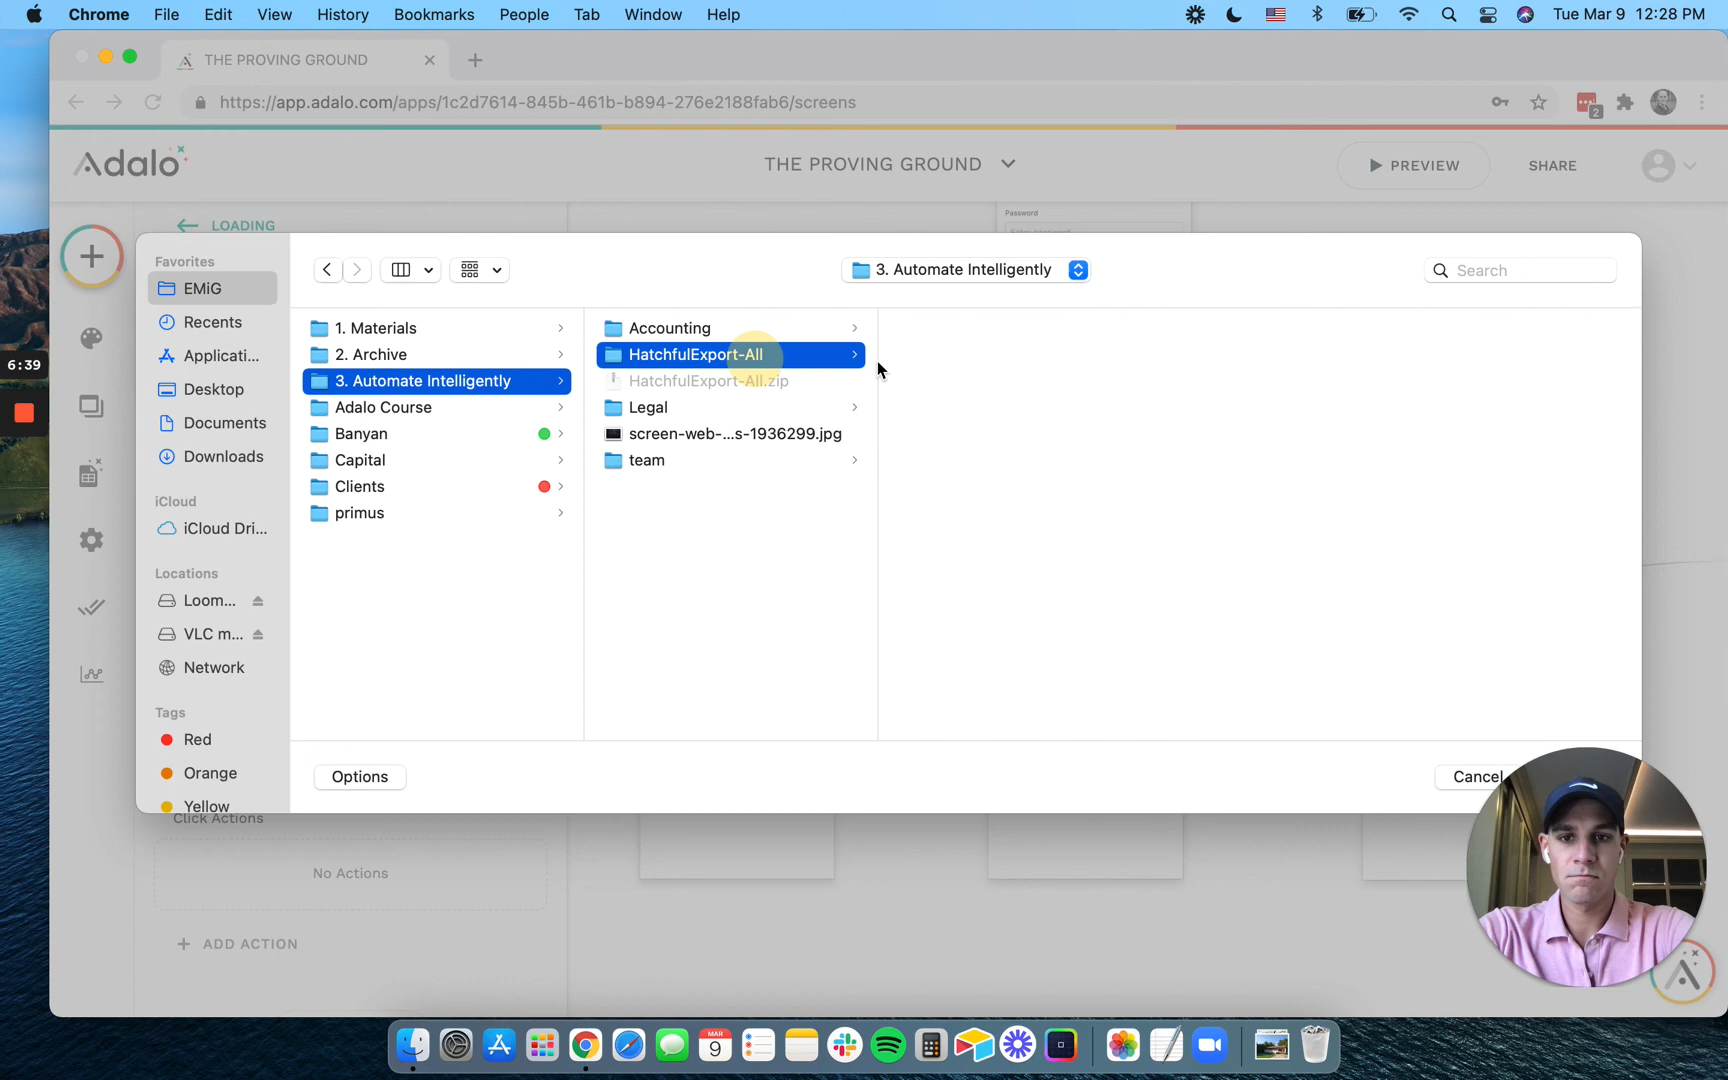 Chrome File Edit View History Bookmarks People Tab Window Help Tue Mar 9 12:28 PM
THE PROVING GROUND
https://app.adalo.com/apps/1c2d7614-845b-461b-b894-276e2188fab6/screens
2
Adalo
THE PROVING GROUND
PREVIEW
SHARE
LOADING
Password
6:39
Favorites
EMiG
Recents
Applicati...
Desktop
Documents
Downloads
iCloud
iCloud Dri...
Locations
Loom...
VLC m...
Network
Tags
Red
Orange
Yellow
3. Automate Intelligently
Search
1. Materials
2. Archive
3. Automate Intelligently
Adalo Course
Banyan
Capital
Clients
primus
Accounting
HatchfulExport-All
HatchfulExport-All.zip
Legal
screen-web-...s-1936299.jpg
team
Options
Cancel
Click Actions
No Actions
ADD ACTION
MAR
9